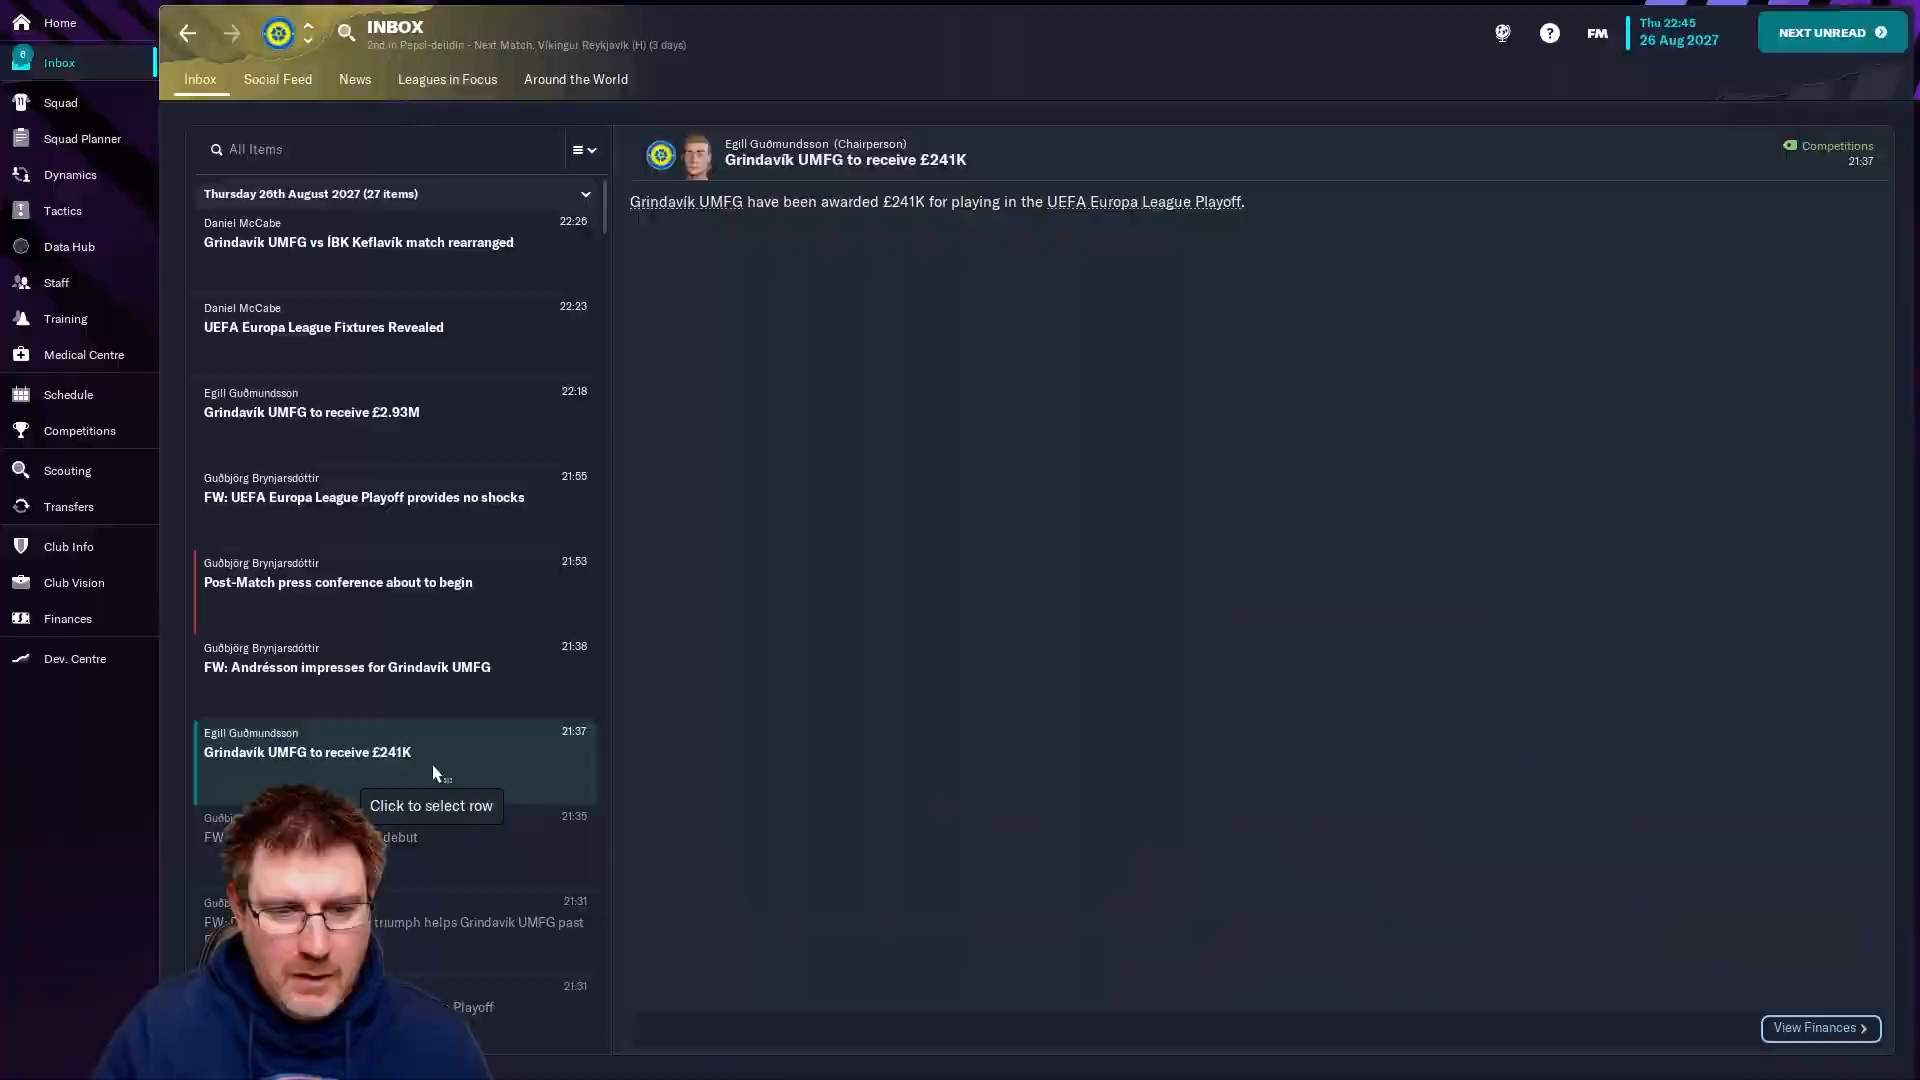 Home
6
Inbox
Squad
Squad Planner
Dynamics
Tactics
Data Hub
Staff
Training
Medical Centre
Schedule
Competitions
Scouting
Transfers
Club Info
Club Vision
Finances
Dev. Centre
INBOX
2nd in Pepsi-deildin - Next Match, Víkingur Reykjavík (H) (3 days)
FM
Thu 22:45
26 Aug 2027
NEXT UNREAD
Inbox
Social Feed
News
Leagues in Focus
Around the World
All Items
Thursday 26th August 2027 (27 items)
Daniel McCabe 22:26
Grindavík UMFG vs ÍBK Keflavík match rearranged
Daniel McCabe 22:23
UEFA Europa League Fixtures Revealed
Egill Guðmundsson 22:18
Grindavík UMFG to receive £2.93M
Guðbjörg Brynjarsdóttir 21:55
FW: UEFA Europa League Playoff provides no shocks
Guðbjörg Brynjarsdóttir 21:53
Post-Match press conference about to begin
Guðbjörg Brynjarsdóttir 21:38
FW: Andrésson impresses for Grindavík UMFG
Egill Guðmundsson 21:37
Grindavík UMFG to receive £241K
Click to select row
21:35
FW debut
21:31
FW: triumph helps Grindavík UMFG past
21:31
Playoff
Egill Guðmundsson (Chairperson)
Grindavík UMFG to receive £241K
Competitions
21:37
Grindavík UMFG have been awarded £241K for playing in the UEFA Europa League Playoff.
View Finances